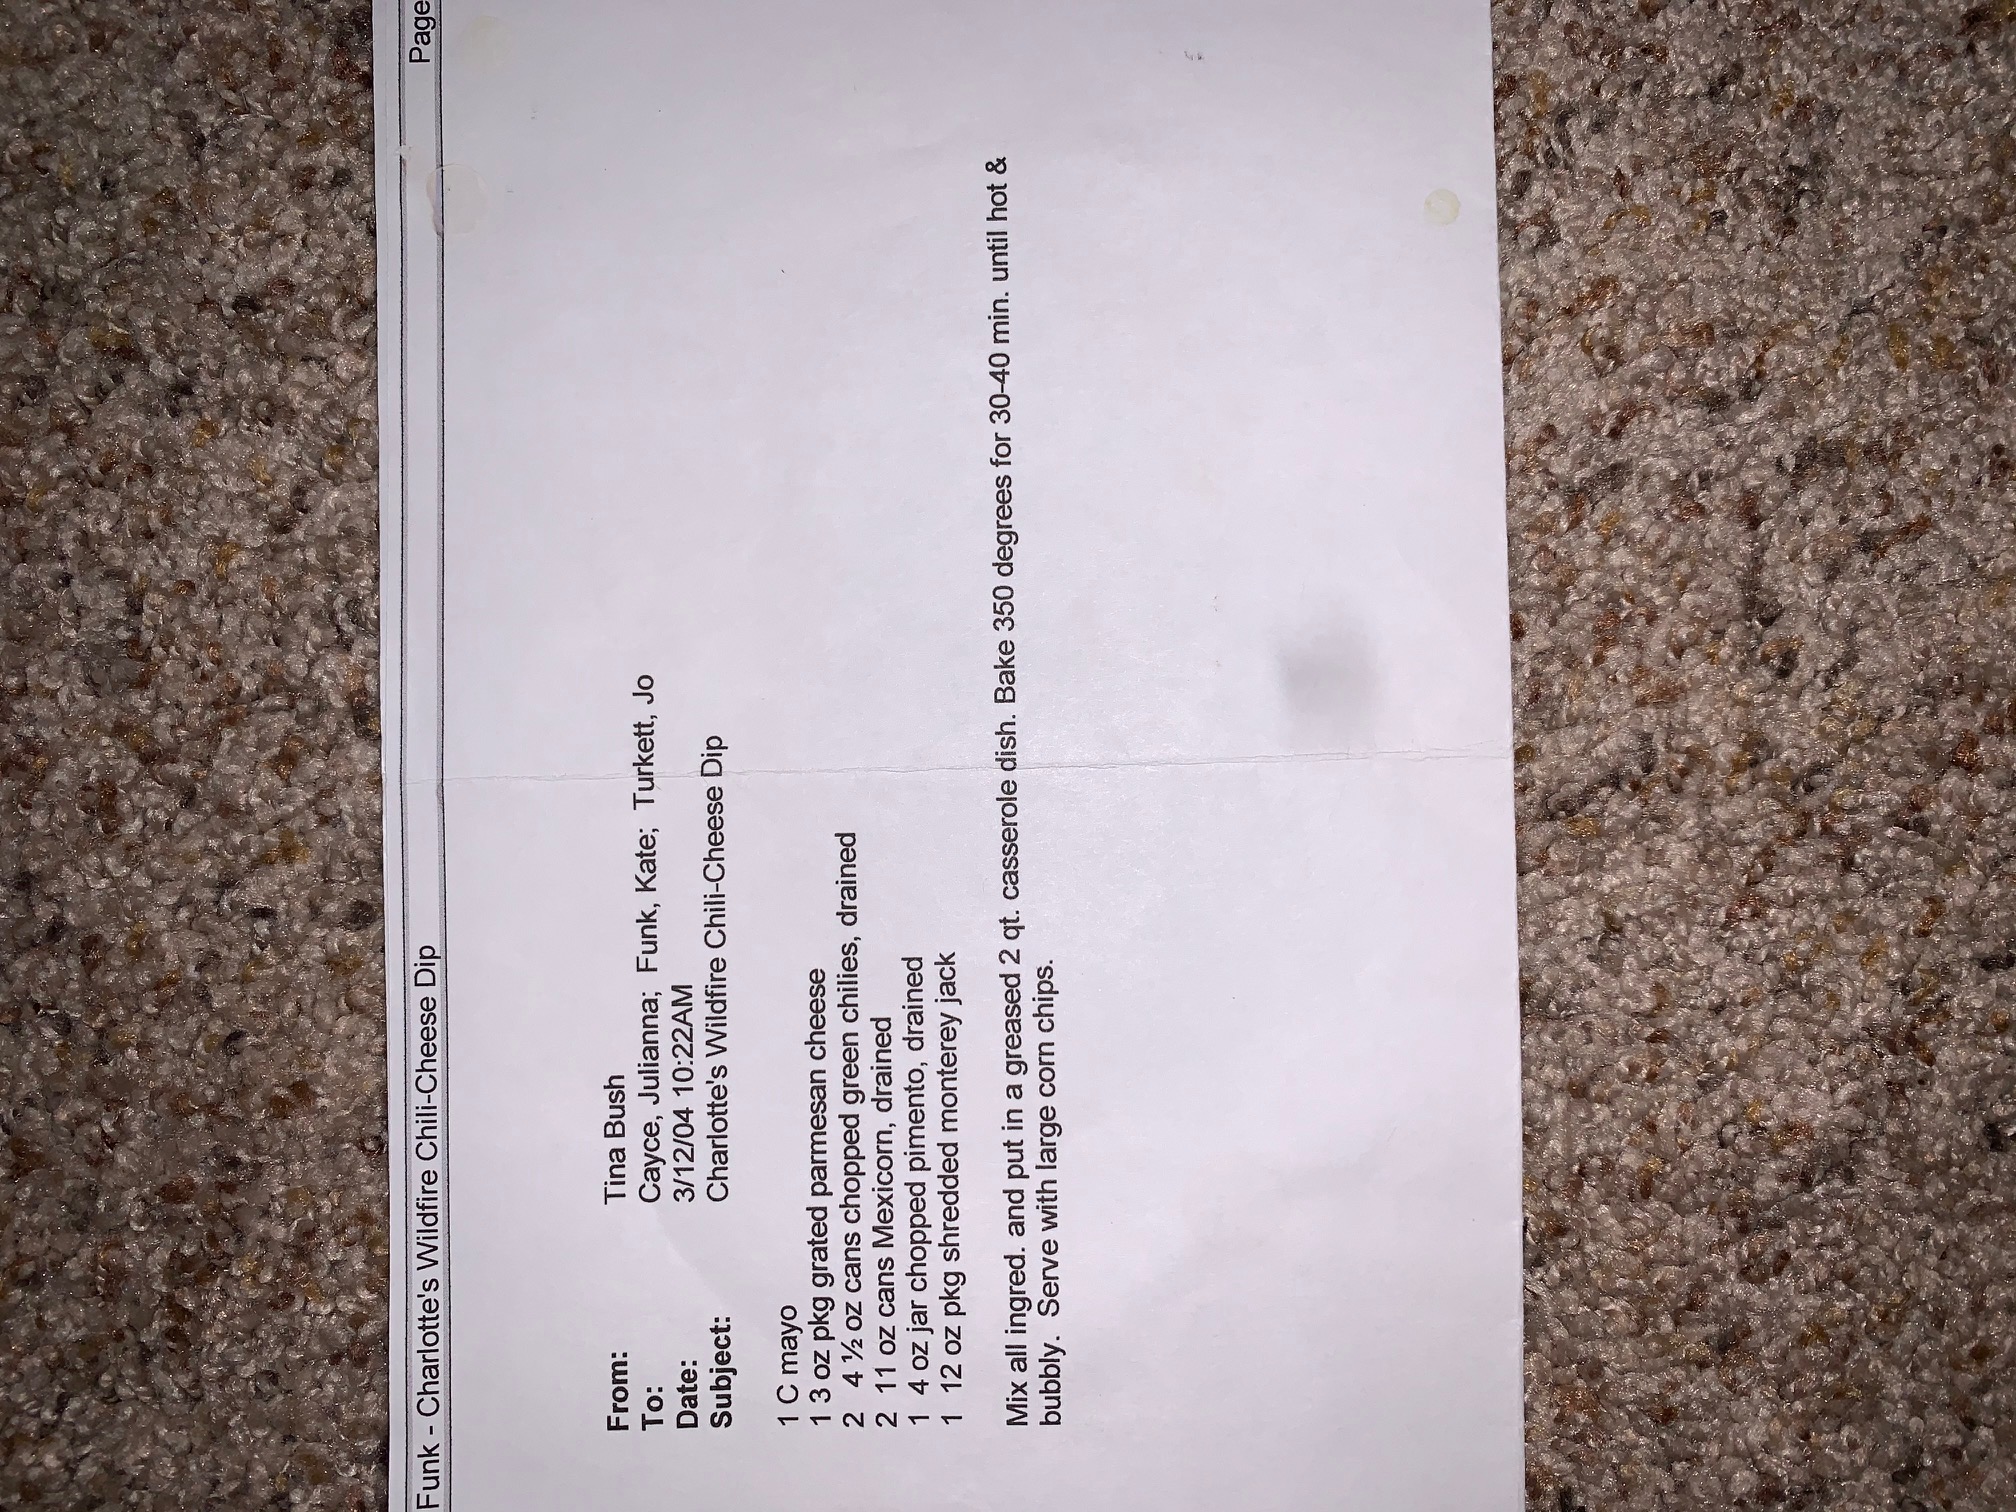 Funk - Charlotte's Wildfire Chili-Cheese Dip Page
From: Tina Bush
To: Cayce, Julianna; Funk, Kate; Turkett, Jo
Date: 3/12/04 10:22AM
Subject: Charlotte's Wildfire Chili-Cheese Dip
1 C mayo
1 3 oz pkg grated parmesan cheese
2 4 ½ oz cans chopped green chilies, drained
2 11 oz cans Mexicorn, drained
1 4 oz jar chopped pimento, drained
1 12 oz pkg shredded monterey jack
Mix all ingred. and put in a greased 2 qt. casserole dish. Bake 350 degrees for 30-40 min. until hot &
bubbly. Serve with large corn chips.